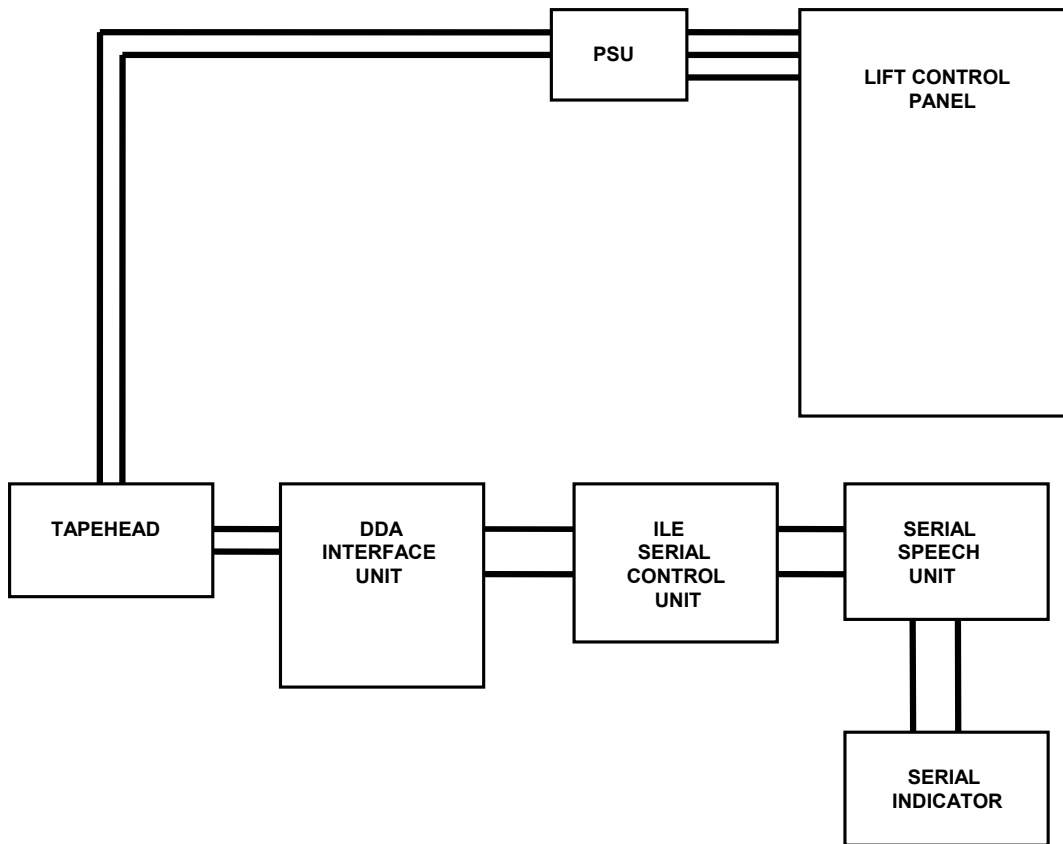 PSU
LIFT CONTROL
PANEL
TAPEHEAD
DDA
INTERFACE
UNIT
ILE
SERIAL
CONTROL
UNIT
SERIAL
SPEECH
UNIT
SERIAL
INDICATOR